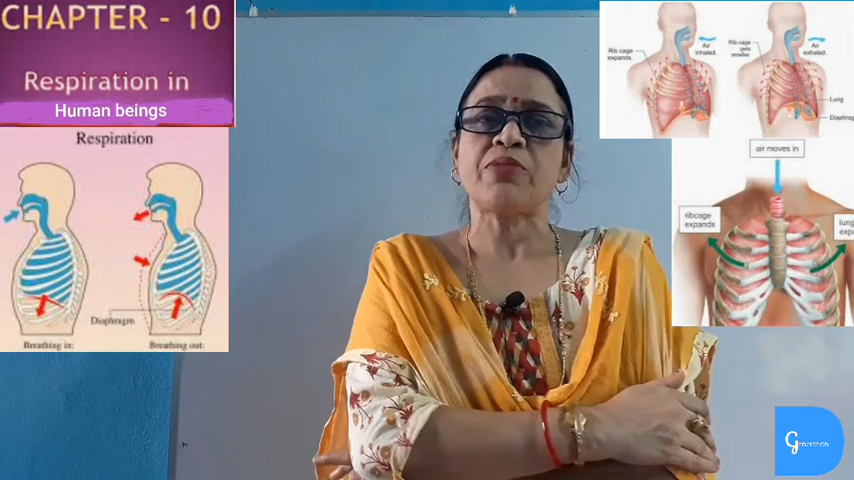 CHAPTER - 10
Respiration in
Human beings
Respiration
Diaphragm
Breathing in:
Breathing out:
Rib cage
expands.
Air
inhaled.
Rib cage
gets
smaller.
Air
exhaled.
Lung
air moves in
ribcage
expands
Generation